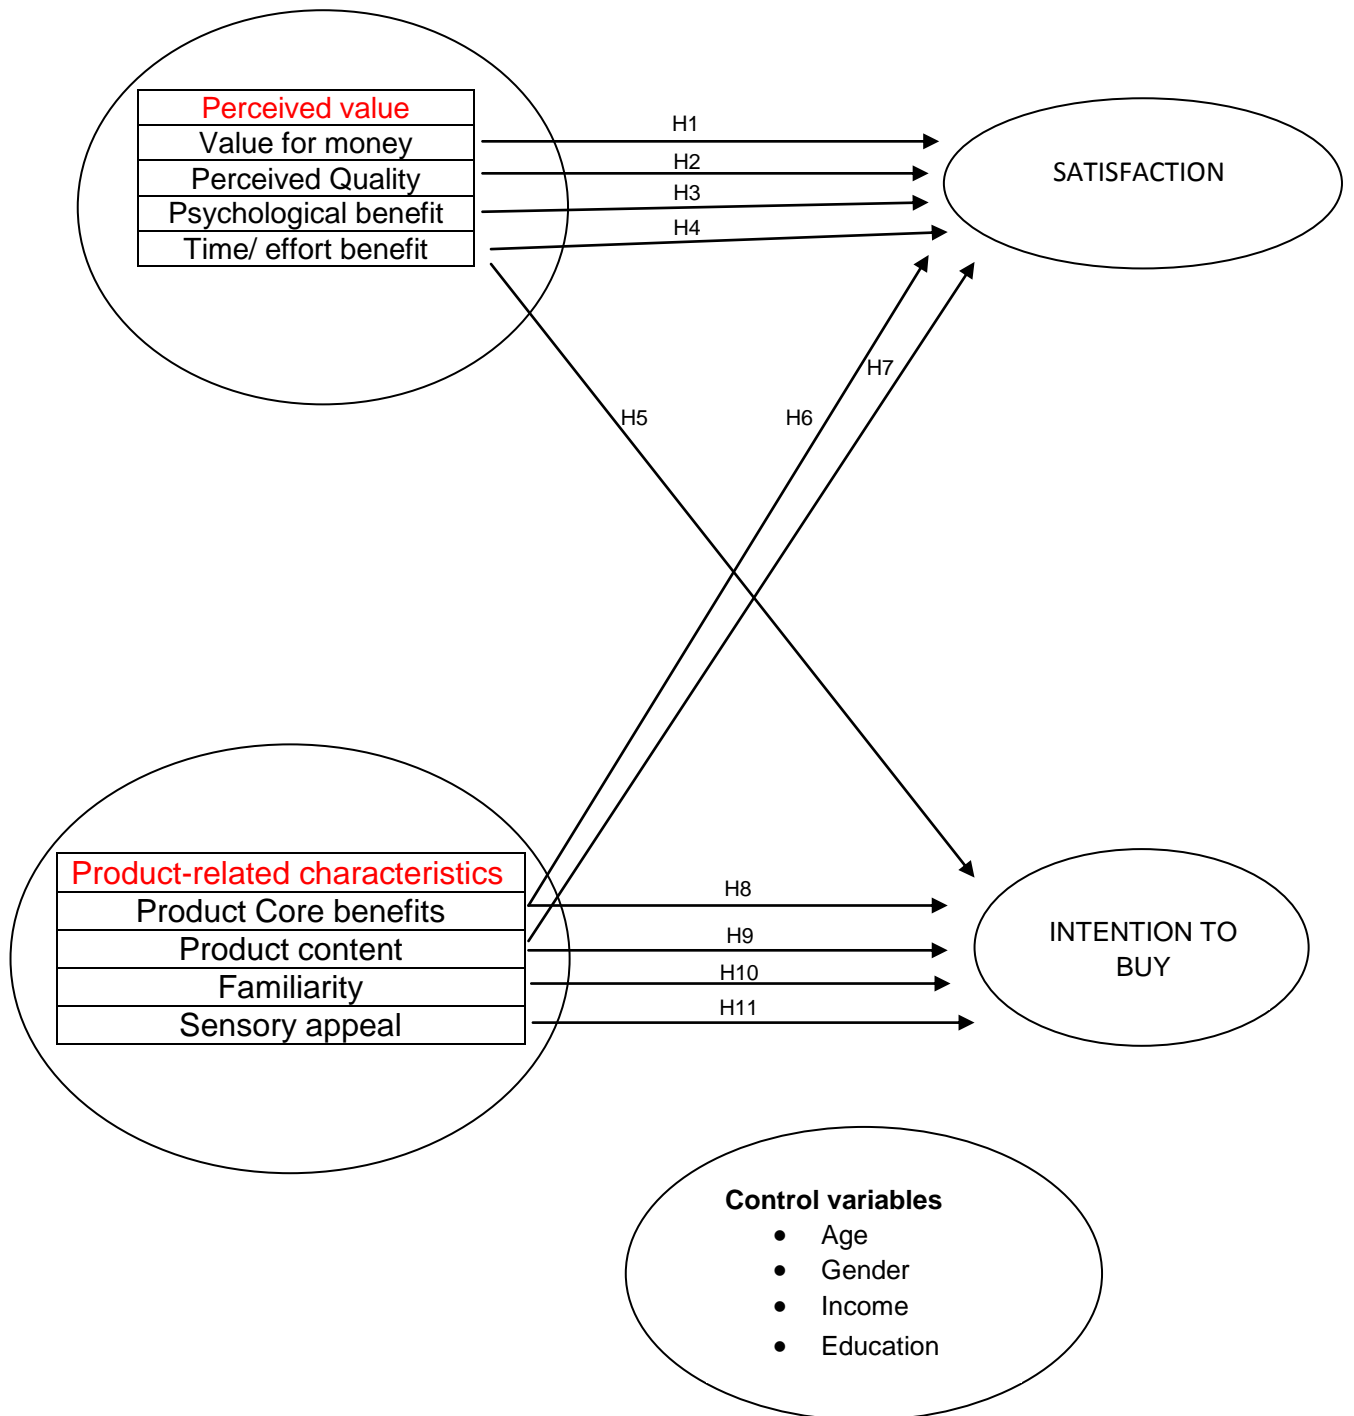 Perceived value
Value for money
Perceived Quality
Psychological benefit
Time/ effort benefit
H1
H2
H3
H4
SATISFACTION
H5
H6
H7
Product-related characteristics
Product Core benefits
Product content
Familiarity
Sensory appeal
H8
H9
H10
H11
INTENTION TO
BUY
Control variables
• Age
• Gender
• Income
• Education